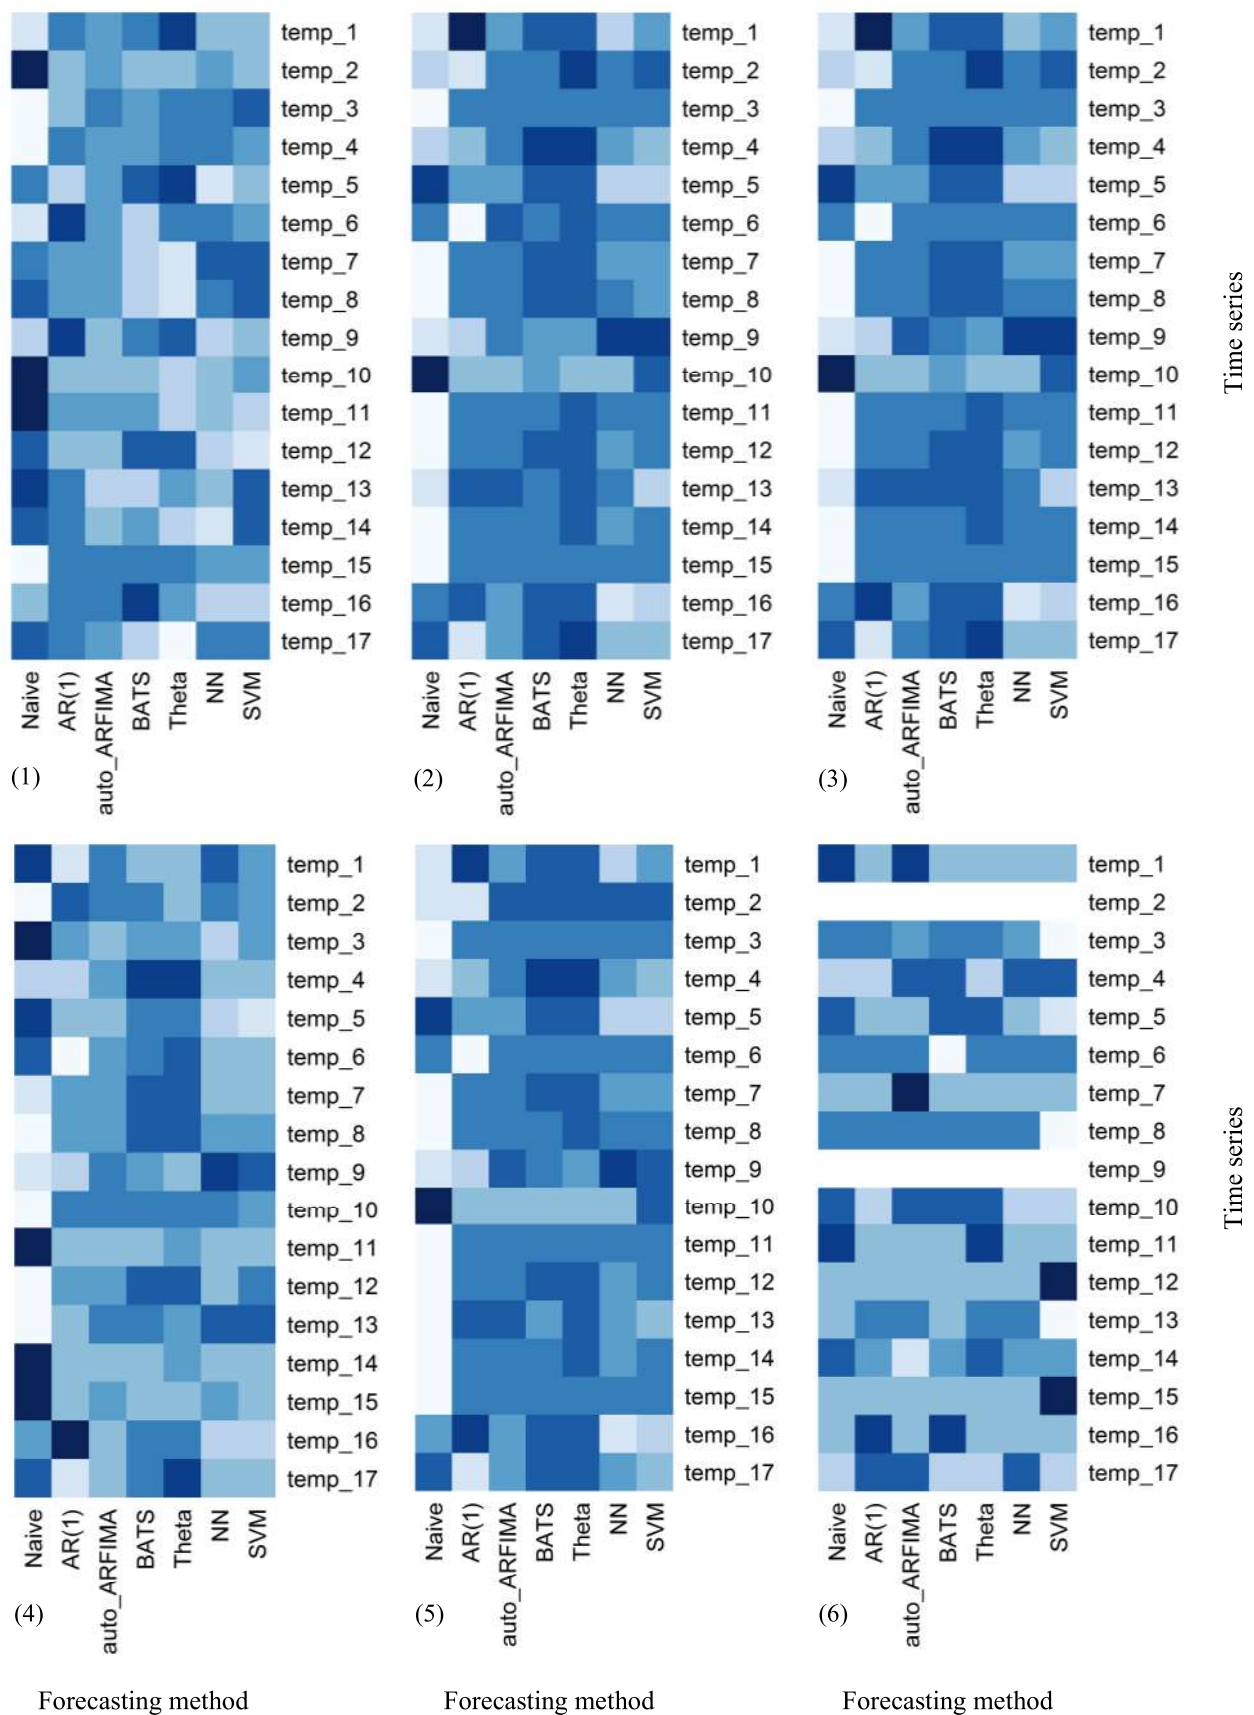 temp_1
temp_2
temp_3
temp_4
temp_5
temp_6
temp_7
temp_8
temp_9
temp_10
temp_11
temp_12
temp_13
temp_14
temp_15
temp_16
temp_17
Naive
AR(1)
auto_ARFIMA
BATS
Theta
NN
SVM
(1)
temp_1
temp_2
temp_3
temp_4
temp_5
temp_6
temp_7
temp_8
temp_9
temp_10
temp_11
temp_12
temp_13
temp_14
temp_15
temp_16
temp_17
Naive
AR(1)
auto_ARFIMA
BATS
Theta
NN
SVM
(2)
temp_1
temp_2
temp_3
temp_4
temp_5
temp_6
temp_7
temp_8
temp_9
temp_10
temp_11
temp_12
temp_13
temp_14
temp_15
temp_16
temp_17
Naive
AR(1)
auto_ARFIMA
BATS
Theta
NN
SVM
(3)
Time series
temp_1
temp_2
temp_3
temp_4
temp_5
temp_6
temp_7
temp_8
temp_9
temp_10
temp_11
temp_12
temp_13
temp_14
temp_15
temp_16
temp_17
Naive
AR(1)
auto_ARFIMA
BATS
Theta
NN
SVM
(4)
temp_1
temp_2
temp_3
temp_4
temp_5
temp_6
temp_7
temp_8
temp_9
temp_10
temp_11
temp_12
temp_13
temp_14
temp_15
temp_16
temp_17
Naive
AR(1)
auto_ARFIMA
BATS
Theta
NN
SVM
(5)
temp_1
temp_2
temp_3
temp_4
temp_5
temp_6
temp_7
temp_8
temp_9
temp_10
temp_11
temp_12
temp_13
temp_14
temp_15
temp_16
temp_17
Naive
AR(1)
auto_ARFIMA
BATS
Theta
NN
SVM
(6)
Time series
Forecasting method
Forecasting method
Forecasting method